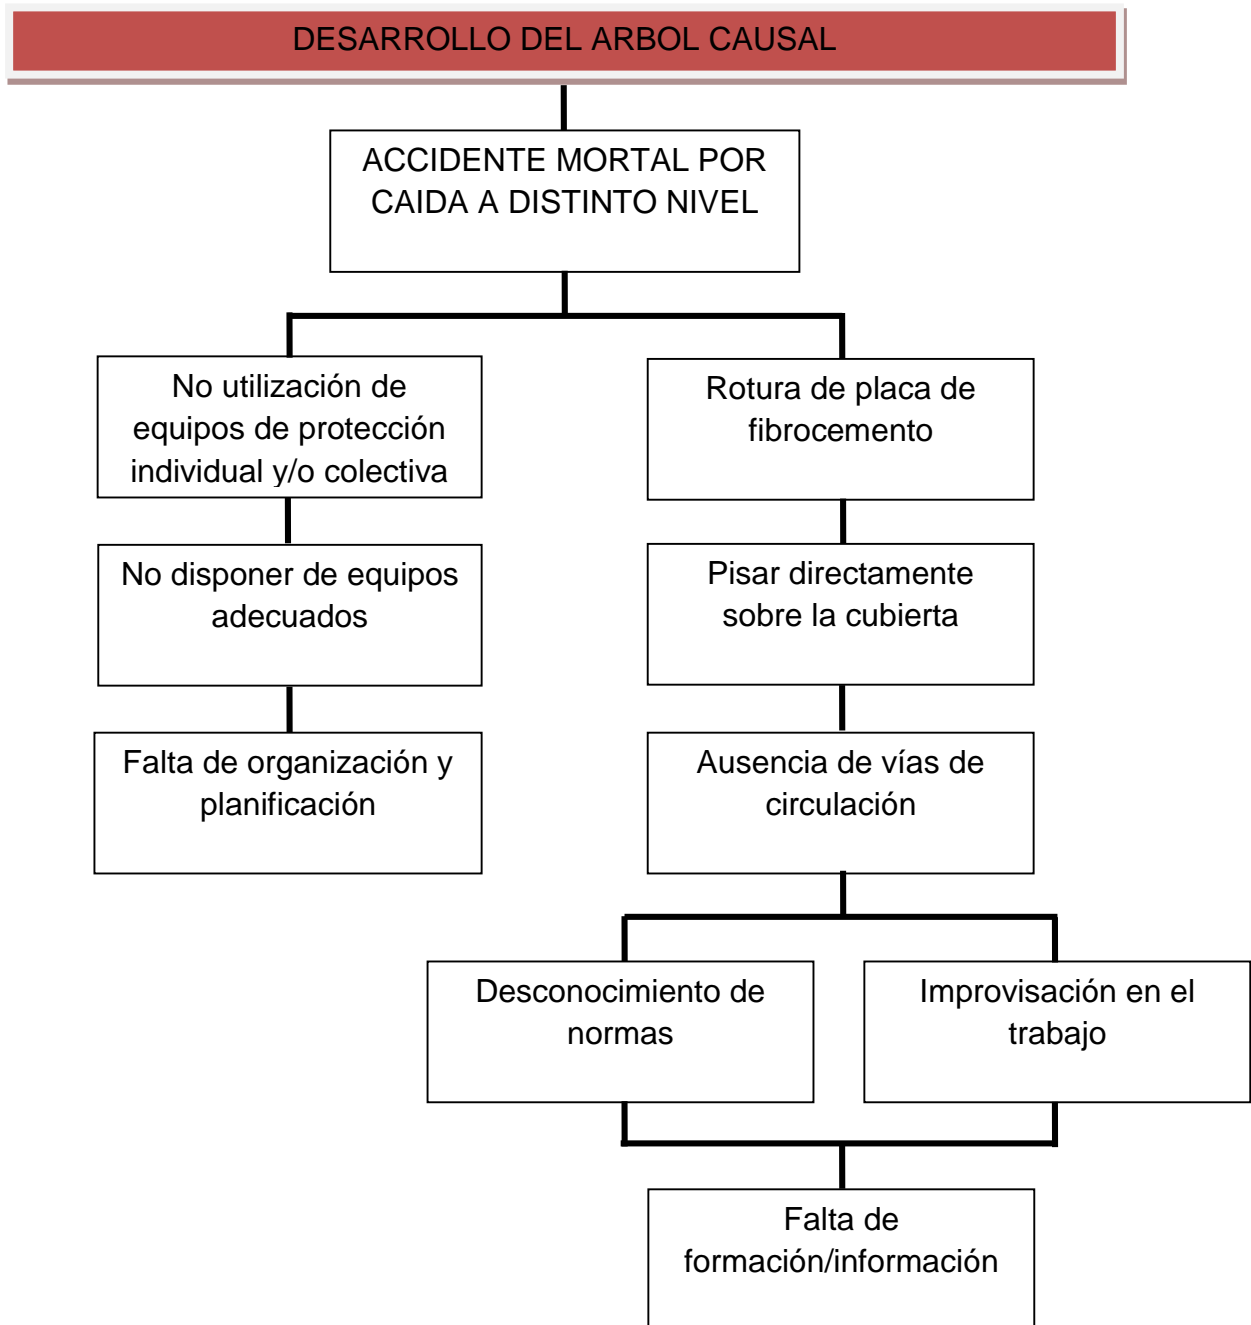 DESARROLLO DEL ARBOL CAUSAL
ACCIDENTE MORTAL POR
CAIDA A DISTINTO NIVEL
No utilización de
equipos de protección
individual y/o colectiva
Rotura de placa de
fibrocemento
No disponer de equipos
adecuados
Pisar directamente
sobre la cubierta
Falta de organización y
planificación
Ausencia de vías de
circulación
Desconocimiento de
normas
Improvisación en el
trabajo
Falta de
formación/información